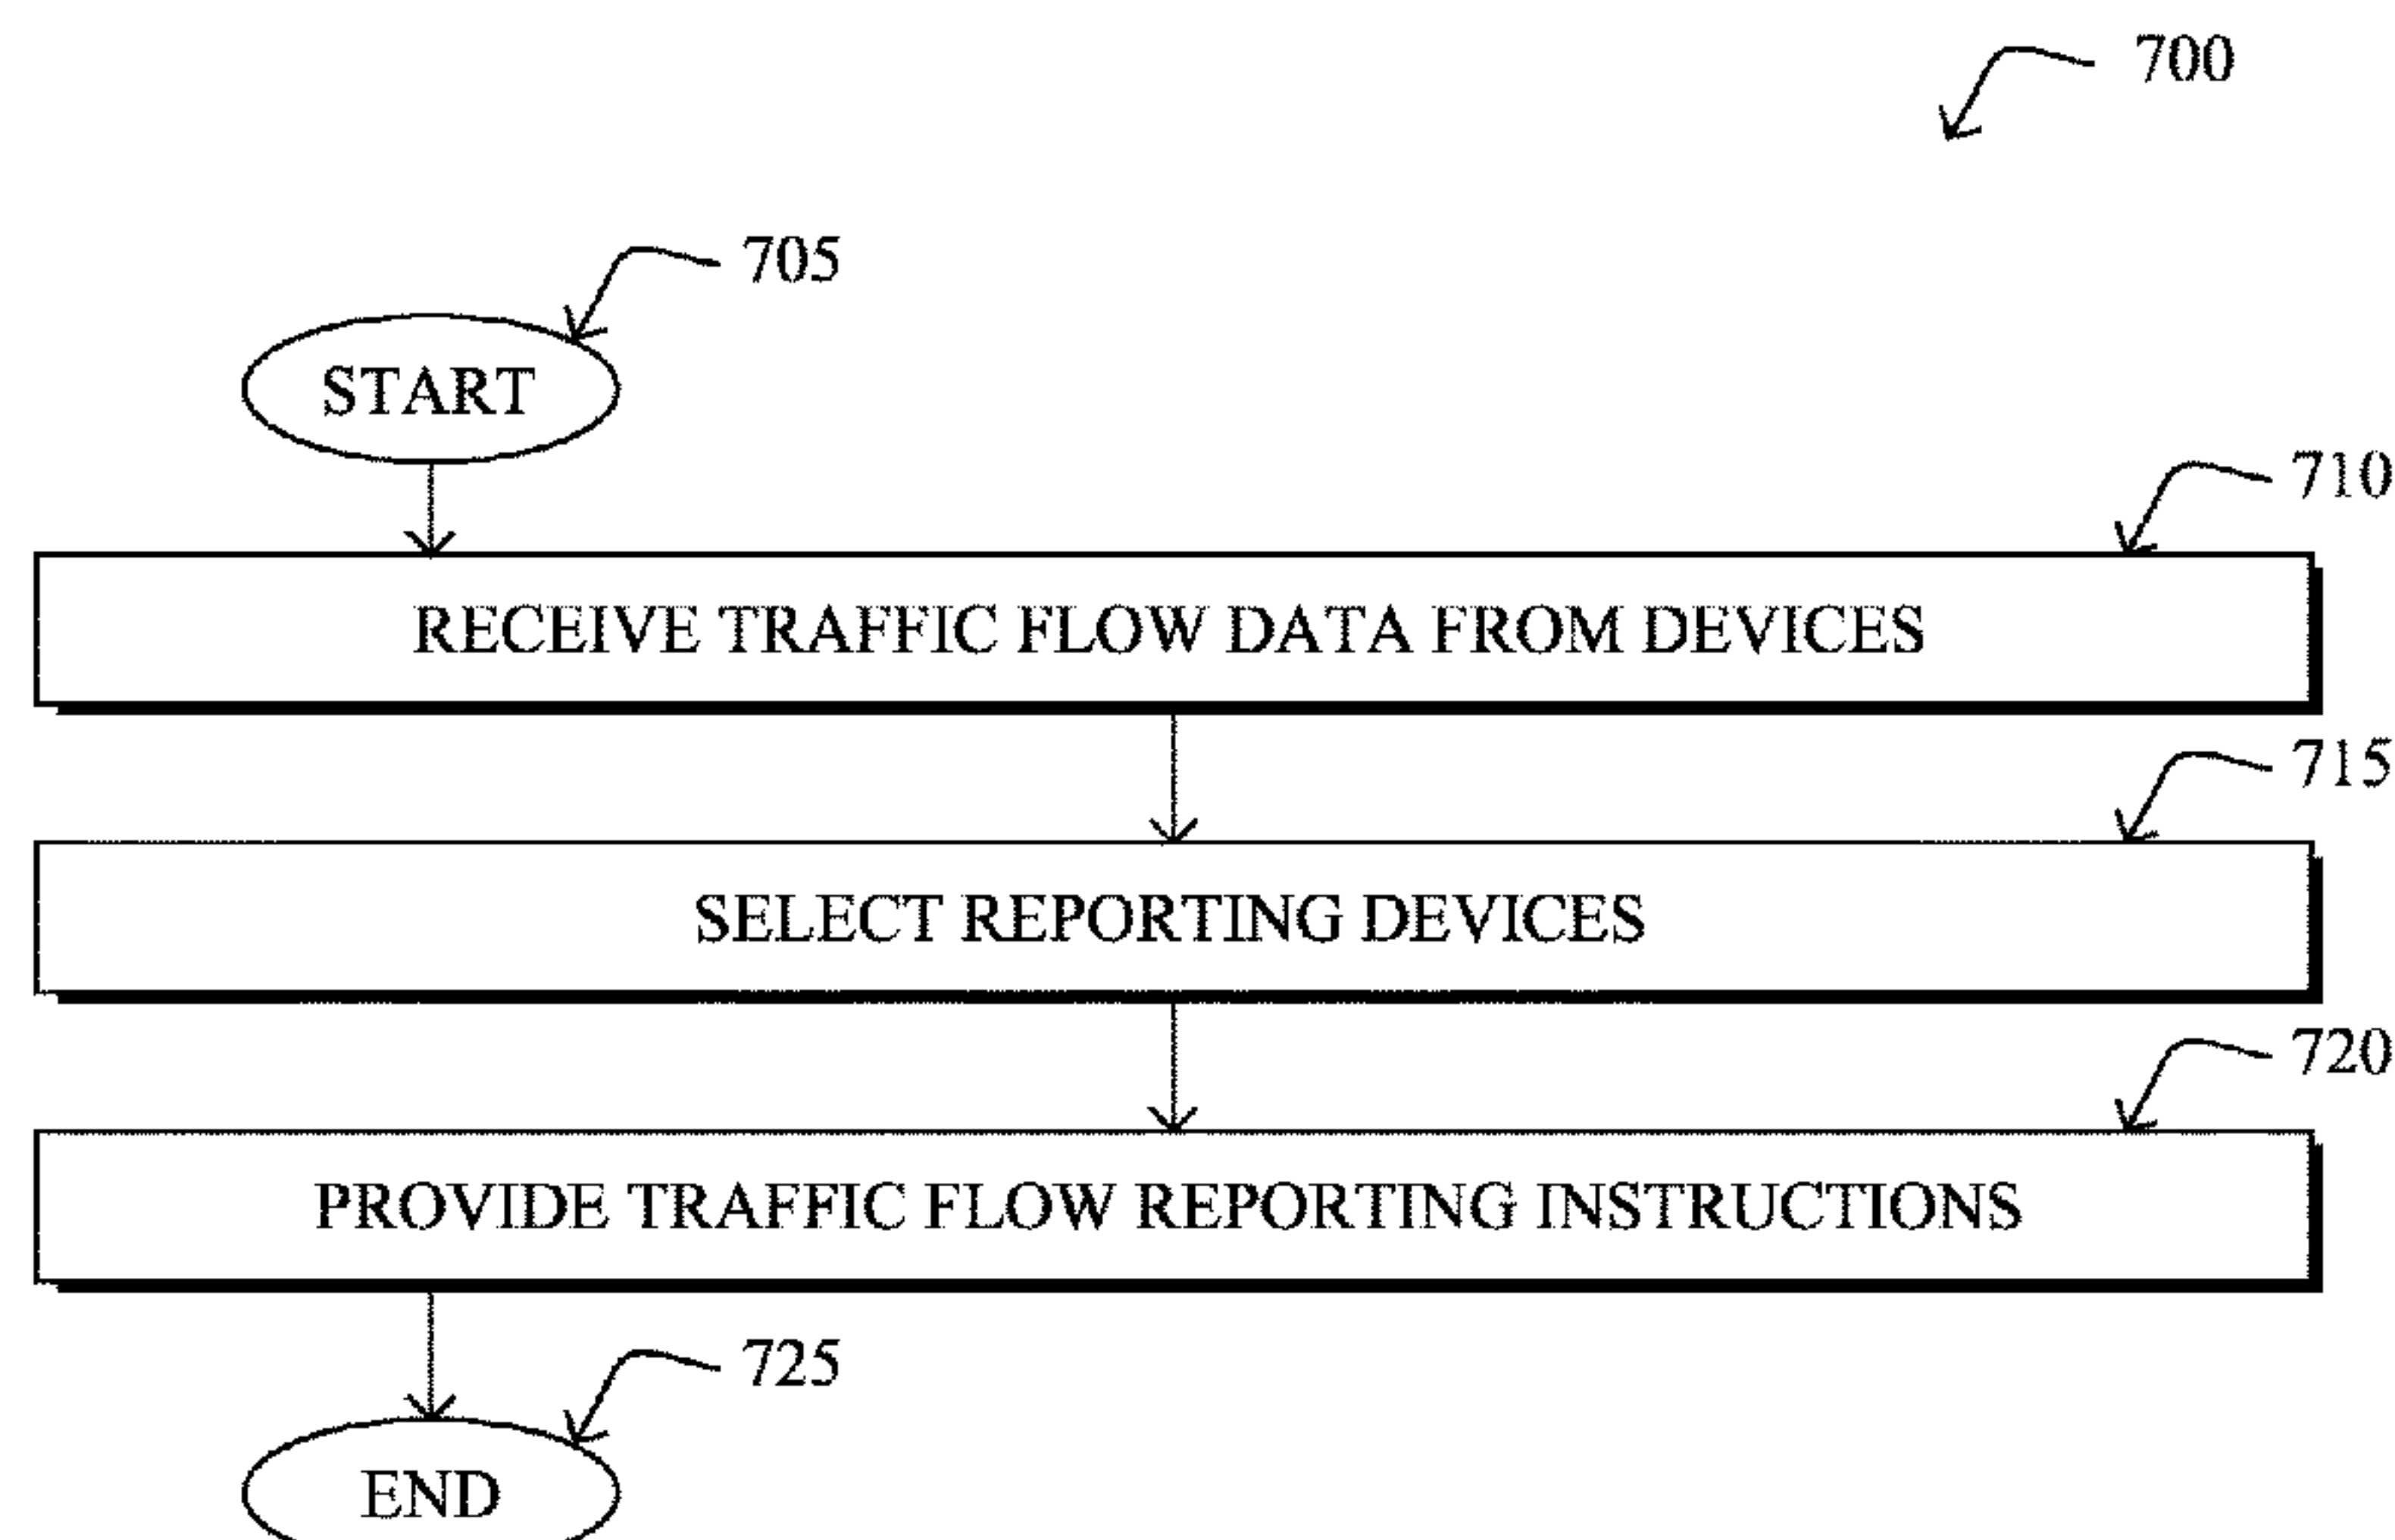 700
705
START
710
RECEIVE TRAFFIC FLOW DATA FROM DEVICES
715
SELECT REPORTING DEVICES
720
PROVIDE TRAFFIC FLOW REPORTING INSTRUCTIONS
725
END